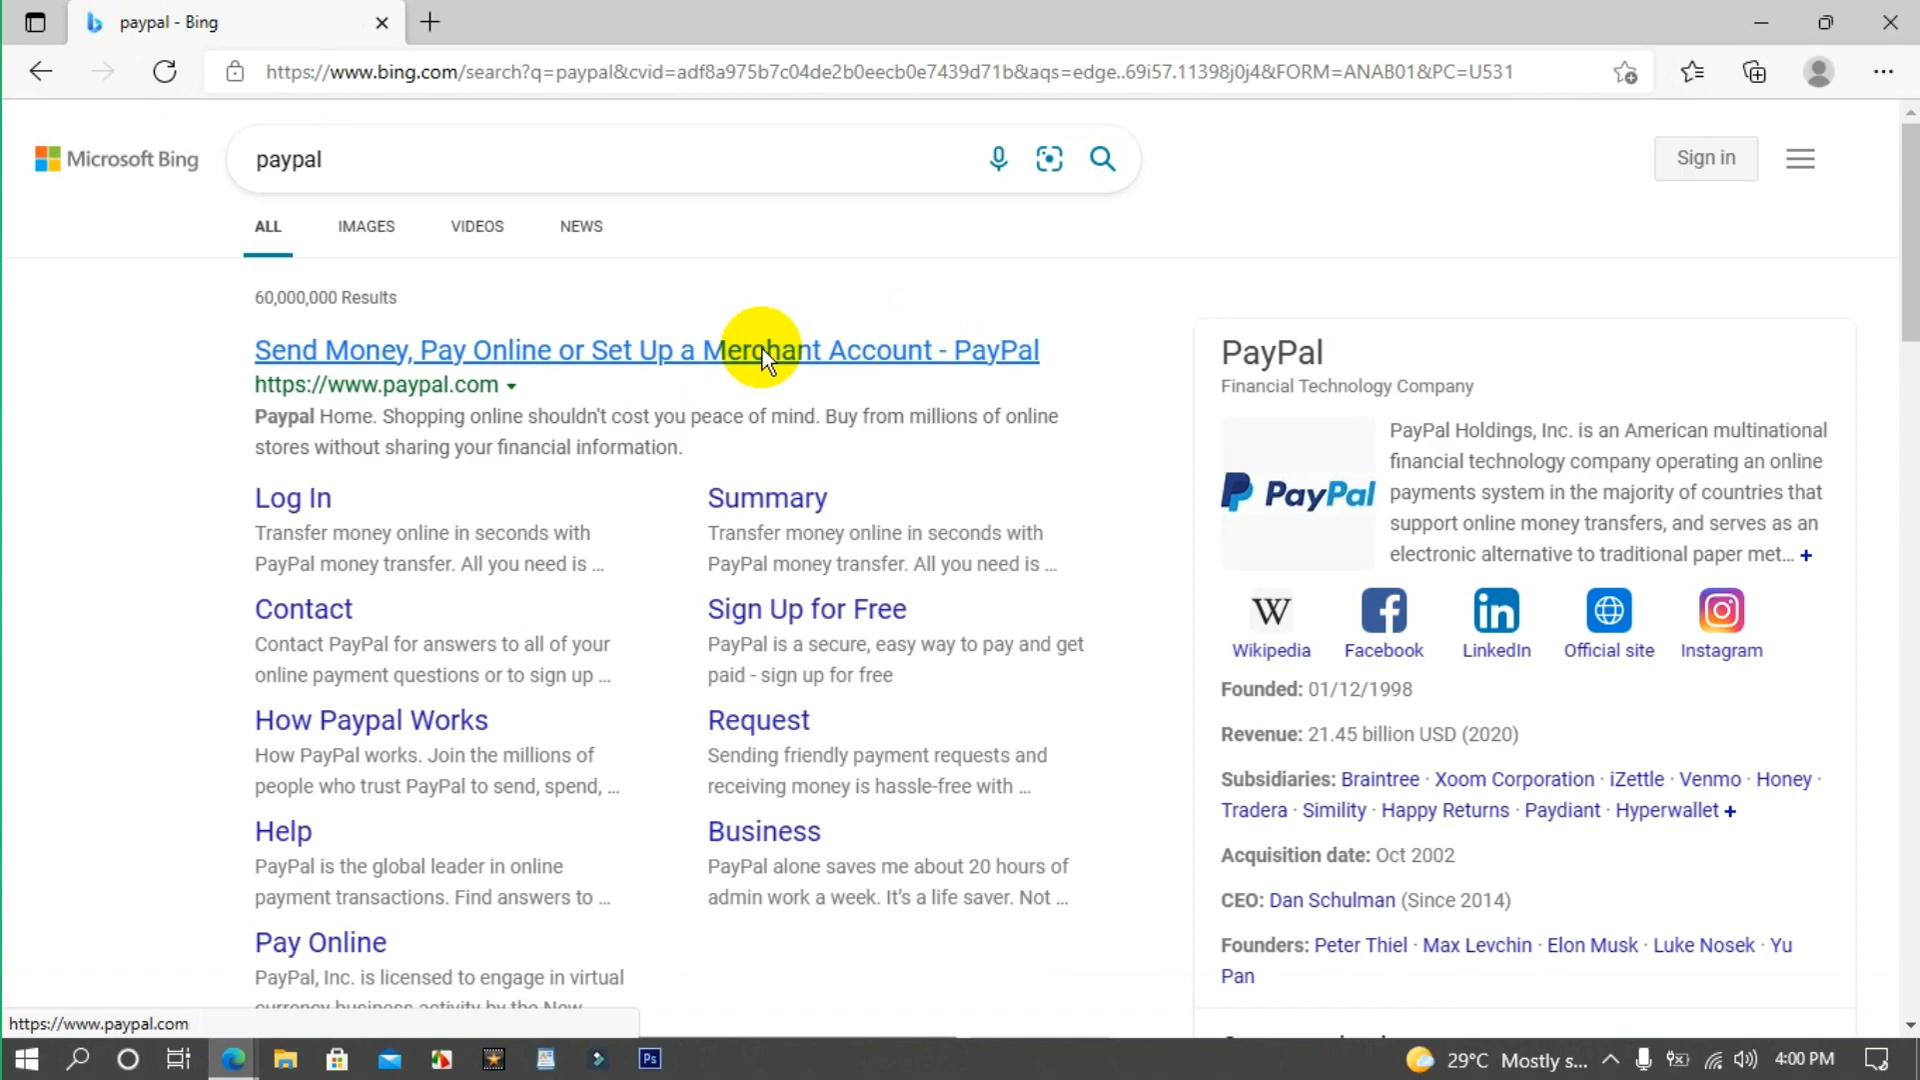 paypal - Bing
https://www.bing.com/search?q=paypal&cvid=adf8a975b7c04de2b0eecb0e7439d71b&aqs=edge..69i57.11398j0j4&FORM=ANAB01&PC=U531
Microsoft Bing
paypal
Sign in
ALL
IMAGES
VIDEOS
NEWS
60,000,000 Results
Send Money, Pay Online or Set Up a Merchant Account - PayPal
https://www.paypal.com
Paypal Home. Shopping online shouldn't cost you peace of mind. Buy from millions of online
stores without sharing your financial information.
Log In
Transfer money online in seconds with
PayPal money transfer. All you need is ...
Summary
Transfer money online in seconds with
PayPal money transfer. All you need is ...
Contact
Contact PayPal for answers to all of your
online payment questions or to sign up ...
Sign Up for Free
PayPal is a secure, easy way to pay and get
paid - sign up for free
How Paypal Works
How PayPal works. Join the millions of
people who trust PayPal to send, spend, ...
Request
Sending friendly payment requests and
receiving money is hassle-free with ...
Help
PayPal is the global leader in online
payment transactions. Find answers to ...
Business
PayPal alone saves me about 20 hours of
admin work a week. It's a life saver. Not ...
Pay Online
PayPal, Inc. is licensed to engage in virtual
currency business activity by the New
PayPal
Financial Technology Company
PayPal
PayPal Holdings, Inc. is an American multinational
financial technology company operating an online
payments system in the majority of countries that
support online money transfers, and serves as an
electronic alternative to traditional paper met... +
W
Wikipedia
Facebook
in
LinkedIn
Official site
Instagram
Founded: 01/12/1998
Revenue: 21.45 billion USD (2020)
Subsidiaries: Braintree · Xoom Corporation · iZettle · Venmo · Honey ·
Tradera · Simility · Happy Returns · Paydiant · Hyperwallet +
Acquisition date: Oct 2002
CEO: Dan Schulman (Since 2014)
Founders: Peter Thiel · Max Levchin · Elon Musk · Luke Nosek · Yu
Pan
https://www.paypal.com
Ps
29°C Mostly s...
4:00 PM